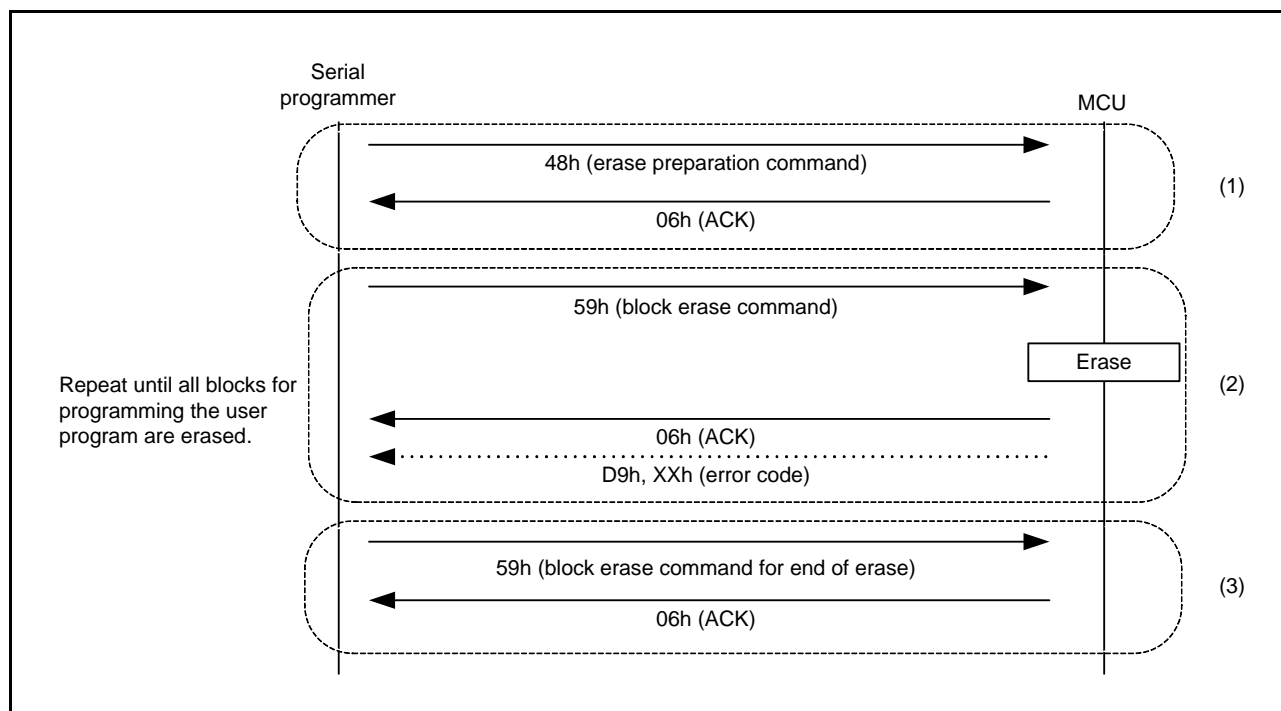 Serial
programmer
MCU
48h (erase preparation command)
(1)
06h (ACK)
59h (block erase command)
Erase
Repeat until all blocks for
programming the user
program are erased.
(2)
06h (ACK)
D9h, XXh (error code)
59h (block erase command for end of erase)
(3)
06h (ACK)